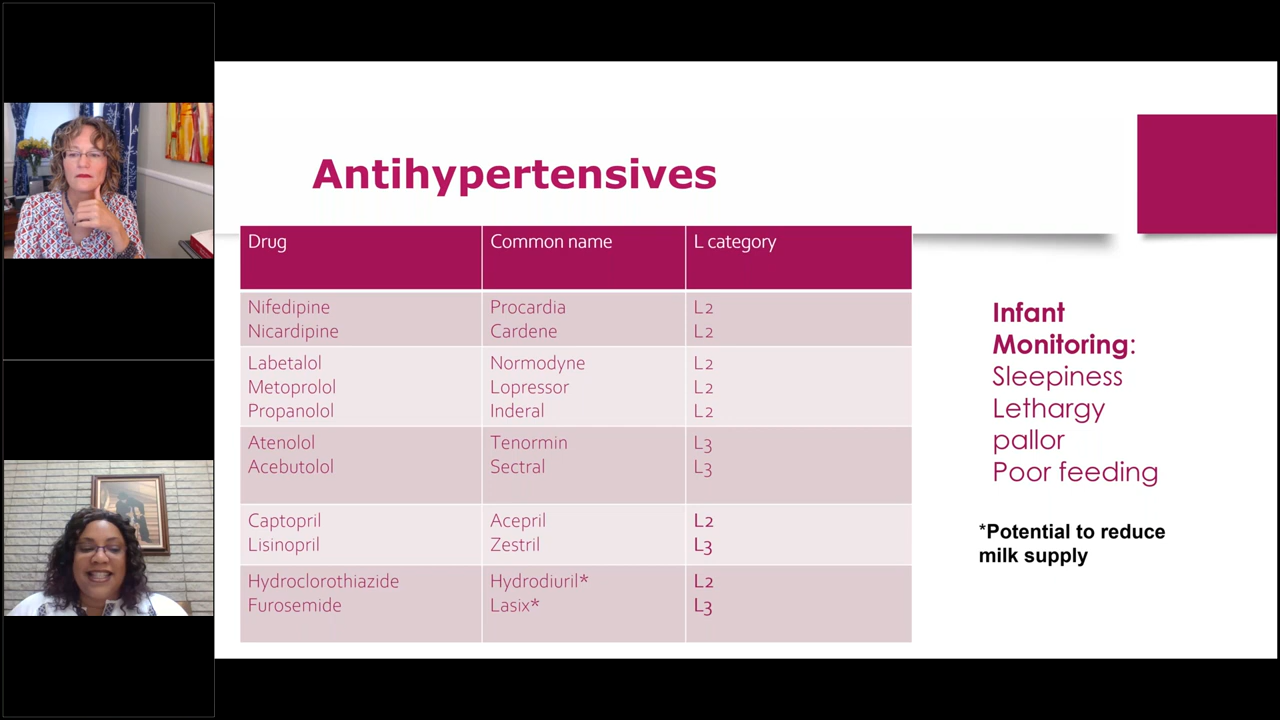 Antihypertensives
Drug Common name L category
Nifedipine Procardia L2
Nicardipine Cardene L2
Labetalol Normodyne L2
Metoprolol Lopressor L2
Propanolol Inderal L2
Atenolol Tenormin L3
Acebutolol Sectral L3
Captopril Acepril L2
Lisinopril Zestril L3
Hydroclorothiazide Hydrodiuril* L2
Furosemide Lasix* L3
Infant
Monitoring:
Sleepiness
Lethargy
pallor
Poor feeding
*Potential to reduce
milk supply